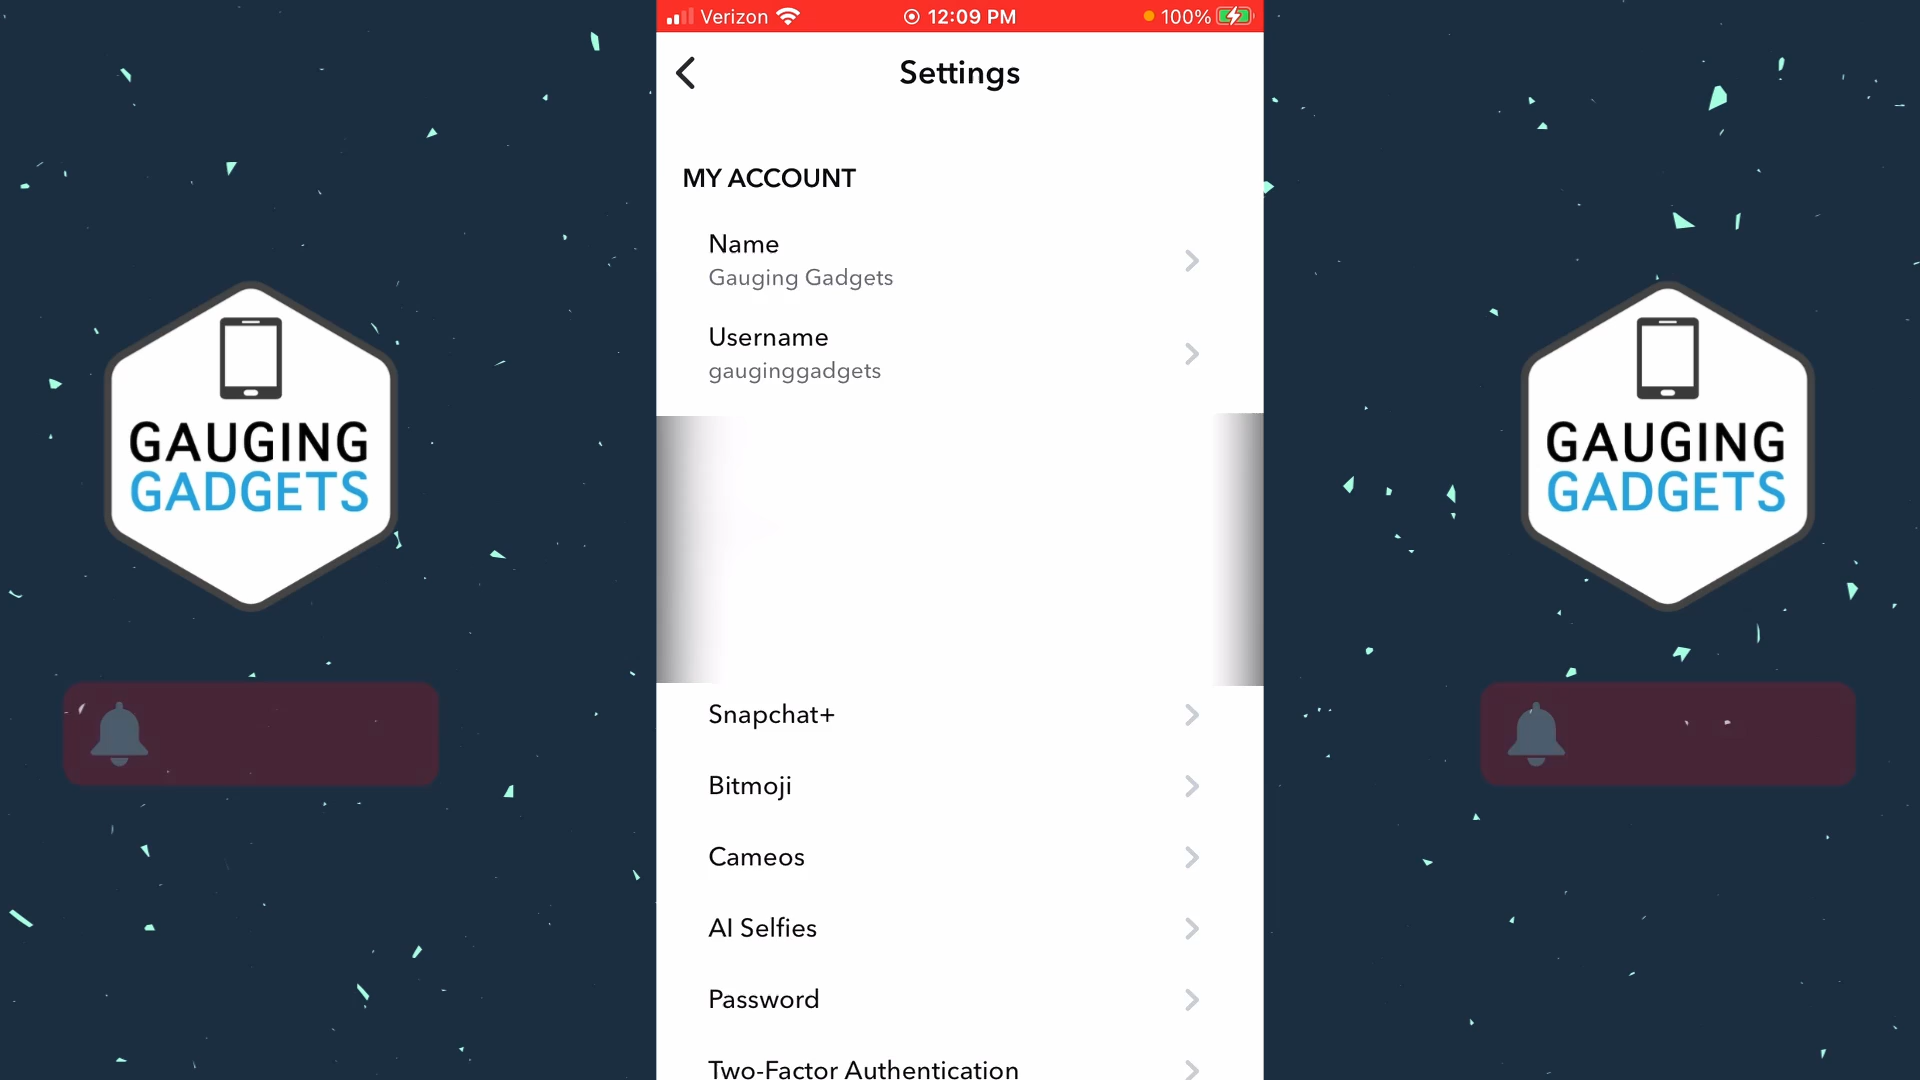 Verizon 12:09 PM 100%
Settings
MY ACCOUNT
Name
Gauging Gadgets
Username
gauginggadgets
Snapchat+
Bitmoji
Cameos
AI Selfies
Password
Two-Factor Authentication
GAUGING
GADGETS
GAUGING
GADGETS